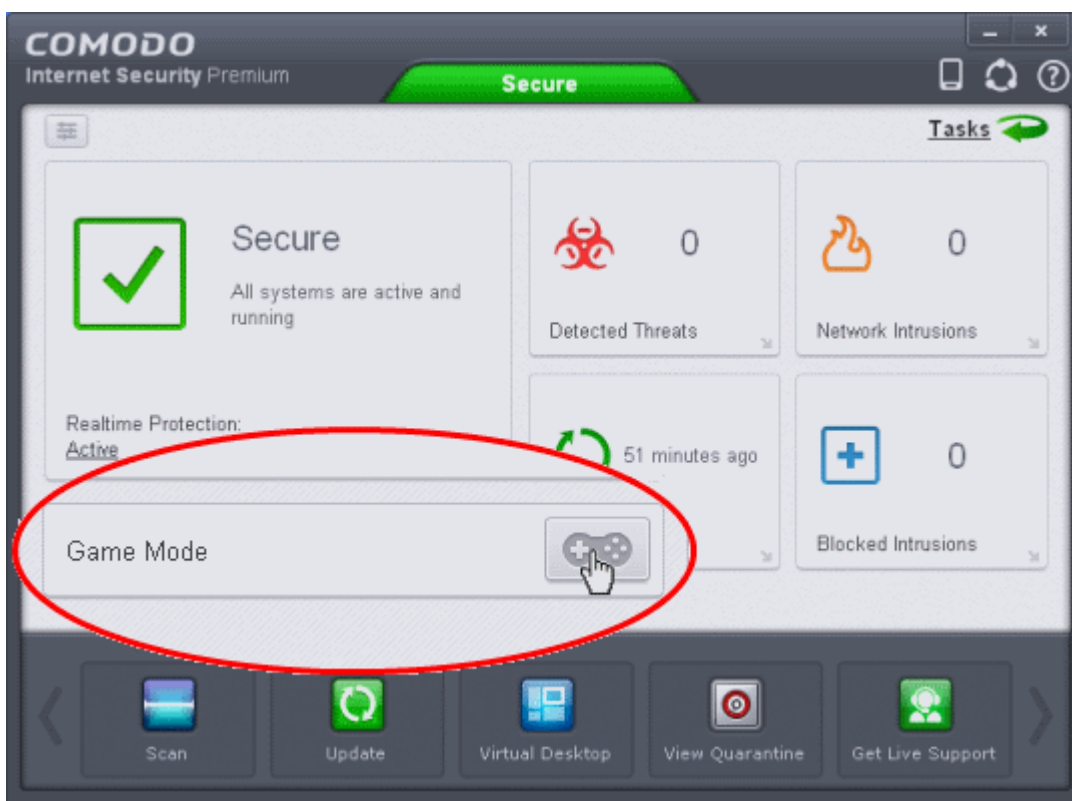 COMODO
Internet Security Premium
Secure
Tasks
Secure
All systems are active and
running
Realtime Protection:
Active
0
Detected Threats
0
Network Intrusions
51 minutes ago
0
Blocked Intrusions
Game Mode
Scan
Update
Virtual Desktop
View Quarantine
Get Live Support